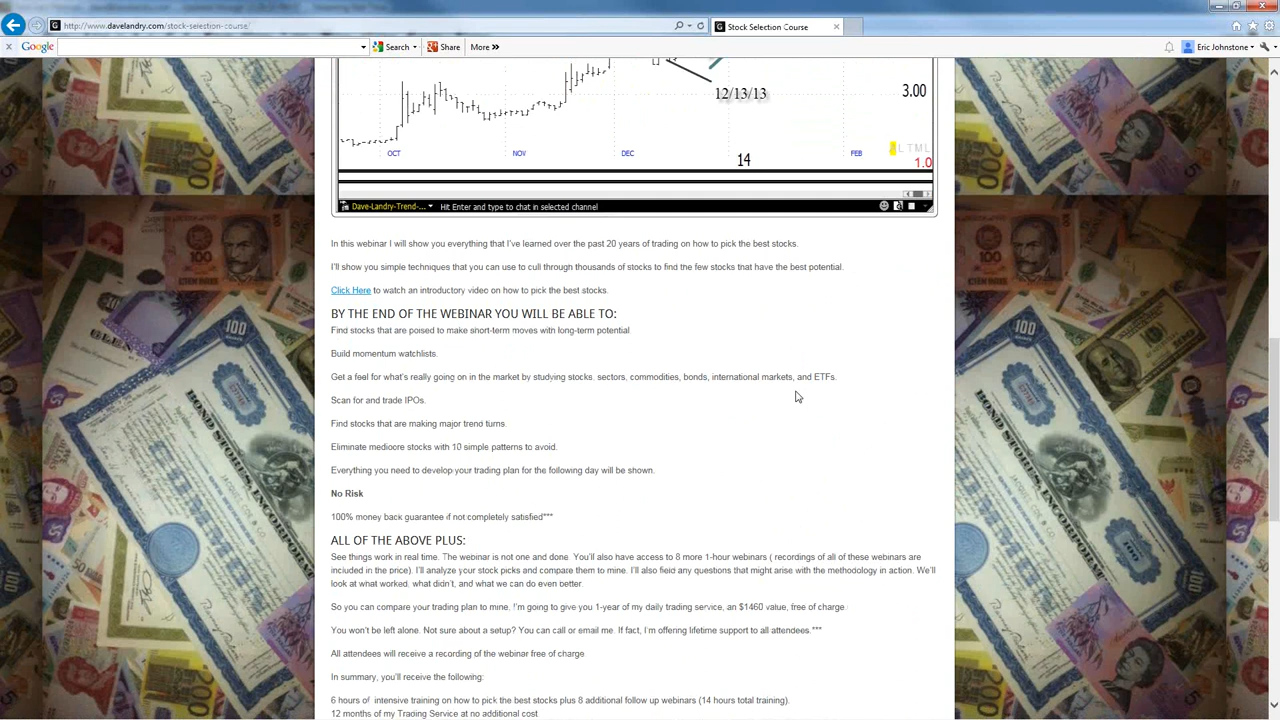 http://www.davelandry.com/stock-selection-course/
Stock Selection Course
Google
Search
Share
More »
Eric Johnstone
12/13/13
3.00
OCT
NOV
DEC
14
FEB
1.0
Dave-Landry-Trend-...
Hit Enter and type to chat in selected channel
In this webinar I will show you everything that I've learned over the past 20 years of trading on how to pick the best stocks.
I'll show you simple techniques that you can use to cull through thousands of stocks to find the few stocks that have the best potential.
Click Here to watch an introductory video on how to pick the best stocks.
BY THE END OF THE WEBINAR YOU WILL BE ABLE TO:
Find stocks that are poised to make short-term moves with long-term potential.
Build momentum watchlists.
Get a feel for what's really going on in the market by studying stocks, sectors, commodities, bonds, international markets, and ETFs.
Scan for and trade IPOs.
Find stocks that are making major trend turns.
Eliminate mediocre stocks with 10 simple patterns to avoid.
Everything you need to develop your trading plan for the following day will be shown.
No Risk
100% money back guarantee if not completely satisfied***
ALL OF THE ABOVE PLUS:
See things work in real time. The webinar is not one and done. You'll also have access to 8 more 1-hour webinars ( recordings of all of these webinars are
included in the price). I'll analyze your stock picks and compare them to mine. I'll also field any questions that might arise with the methodology in action. We'll
look at what worked, what didn't, and what we can do even better.
So you can compare your trading plan to mine, I'm going to give you 1-year of my daily trading service, an $1460 value, free of charge.
You won't be left alone. Not sure about a setup? You can call or email me. If fact, I'm offering lifetime support to all attendees.***
All attendees will receive a recording of the webinar free of charge
In summary, you'll receive the following:
6 hours of intensive training on how to pick the best stocks plus 8 additional follow up webinars (14 hours total training).
12 months of my Trading Service at no additional cost